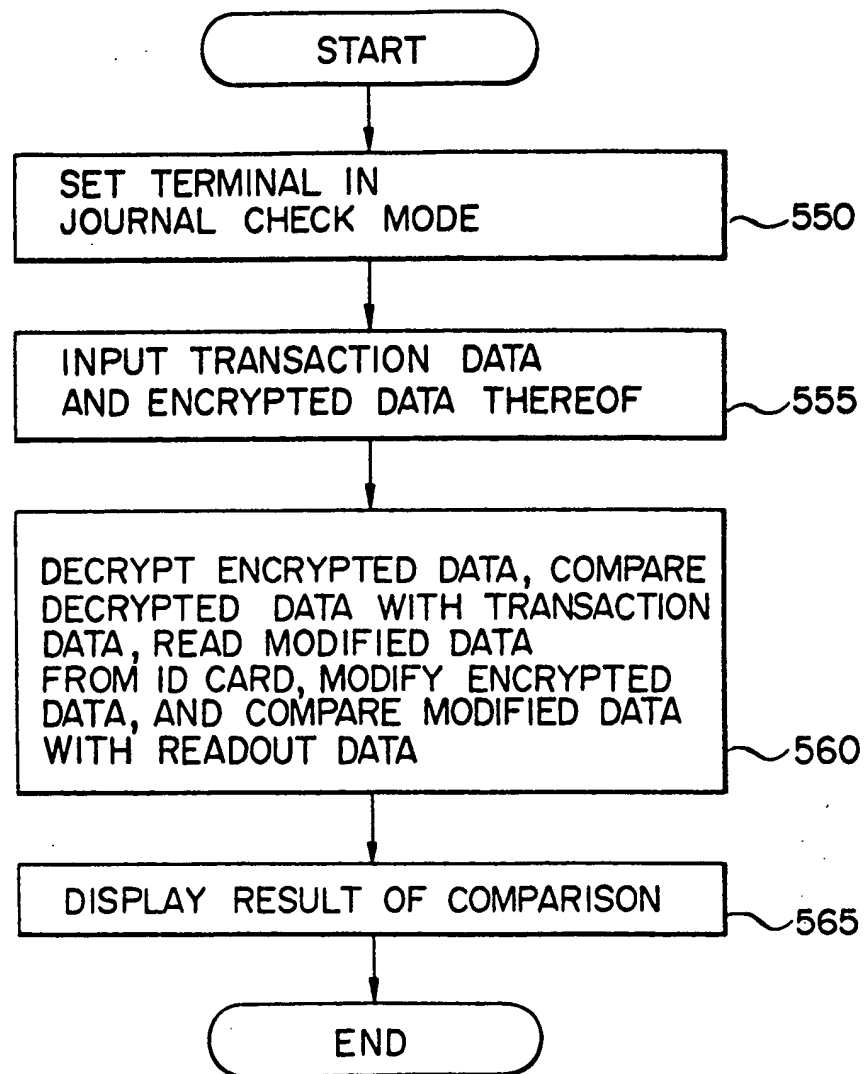 START
SET TERMINAL IN
JOURNAL CHECK MODE
550
INPUT TRANSACTION DATA
AND ENCRYPTED DATA THEREOF
555
DECRYPT ENCRYPTED DATA, COMPARE
DECRYPTED DATA WITH TRANSACTION
DATA, READ MODIFIED DATA
FROM ID CARD, MODIFY ENCRYPTED
DATA, AND COMPARE MODIFIED DATA
WITH READOUT DATA
560
DISPLAY RESULT OF COMPARISON
565
END